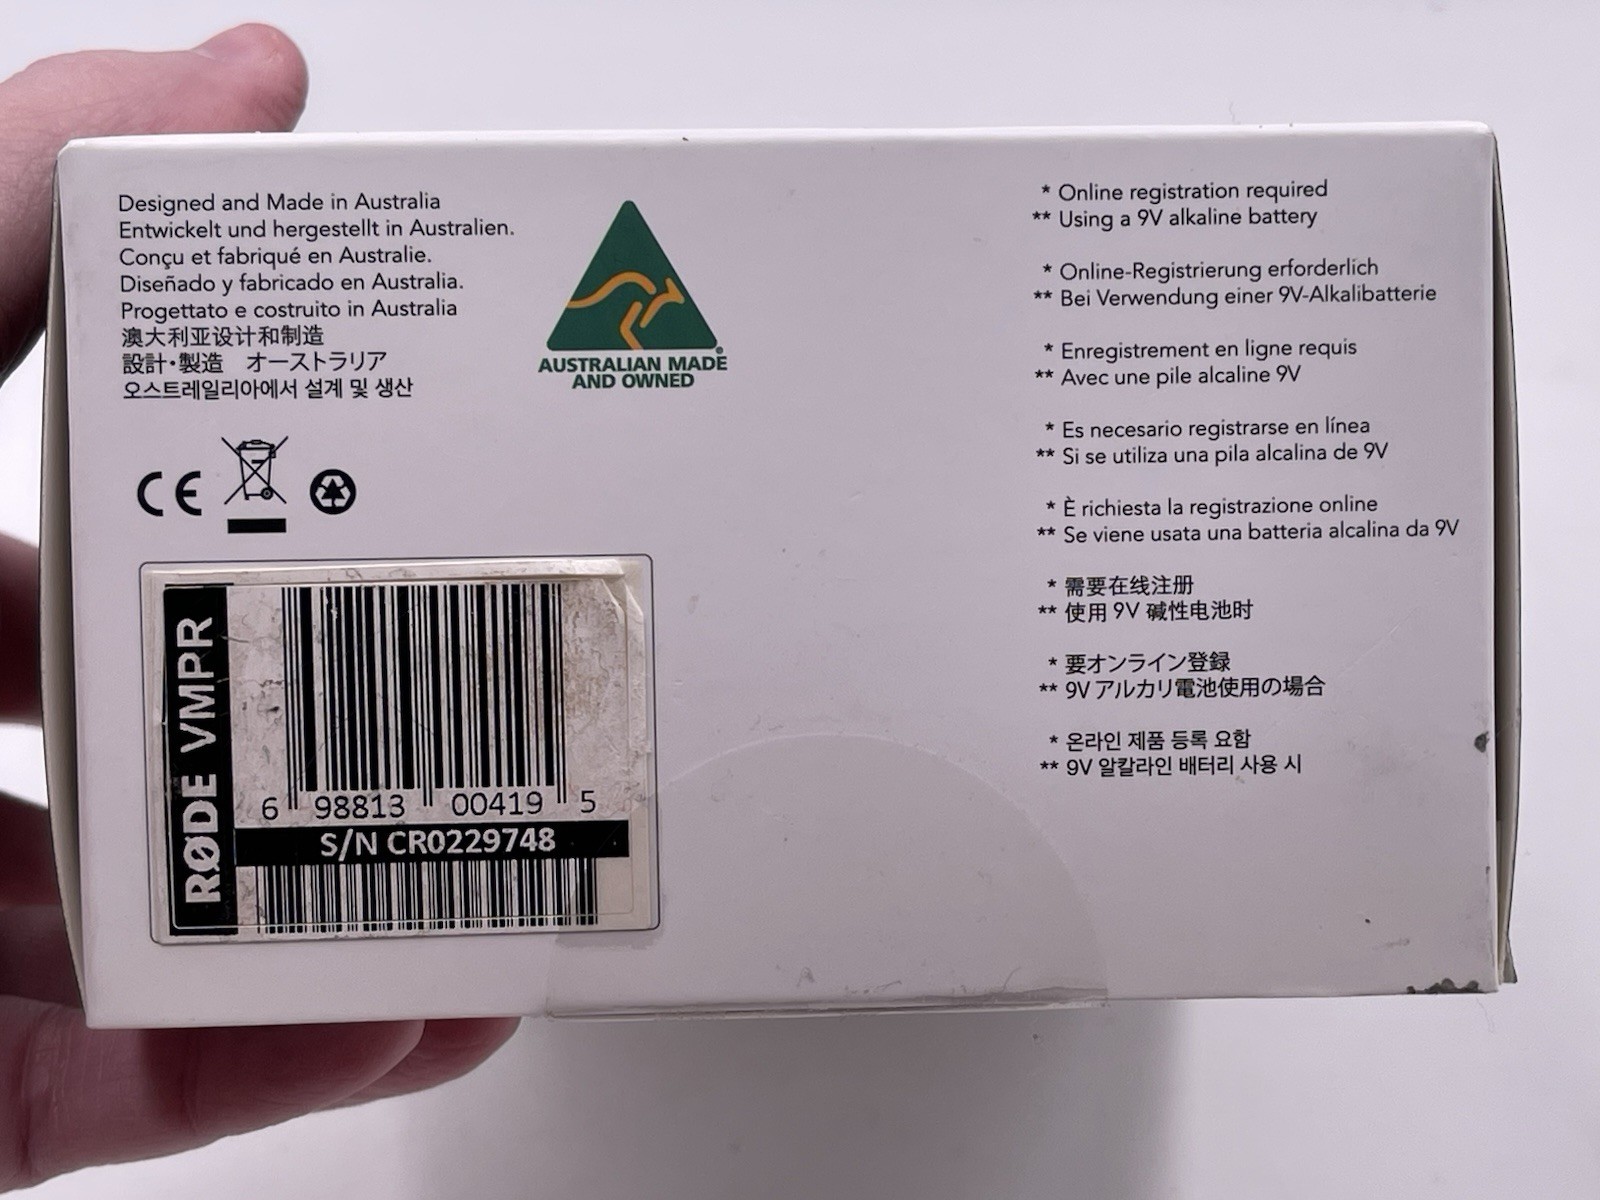 Designed and Made in Australia
Entwickelt und hergestellt in Australien.
Conçu et fabriqué en Australie.
Diseñado y fabricado en Australia.
Progettato e costruito in Australia
澳大利亚设计和制造
設計・製造　オーストラリア
오스트레일리아에서 설계 및 생산
AUSTRALIAN MADE
AND OWNED
CE
RØDE VMPR
6 98813 00419 5
S/N CR0229748
* Online registration required
** Using a 9V alkaline battery
* Online-Registrierung erforderlich
** Bei Verwendung einer 9V-Alkalibatterie
* Enregistrement en ligne requis
** Avec une pile alcaline 9V
* Es necesario registrarse en línea
** Si se utiliza una pila alcalina de 9V
* È richiesta la registrazione online
** Se viene usata una batteria alcalina da 9V
* 需要在线注册
** 使用 9V 碱性电池时
* 要オンライン登録
** 9V アルカリ電池使用の場合
* 온라인 제품 등록 요함
** 9V 알칼라인 배터리 사용 시